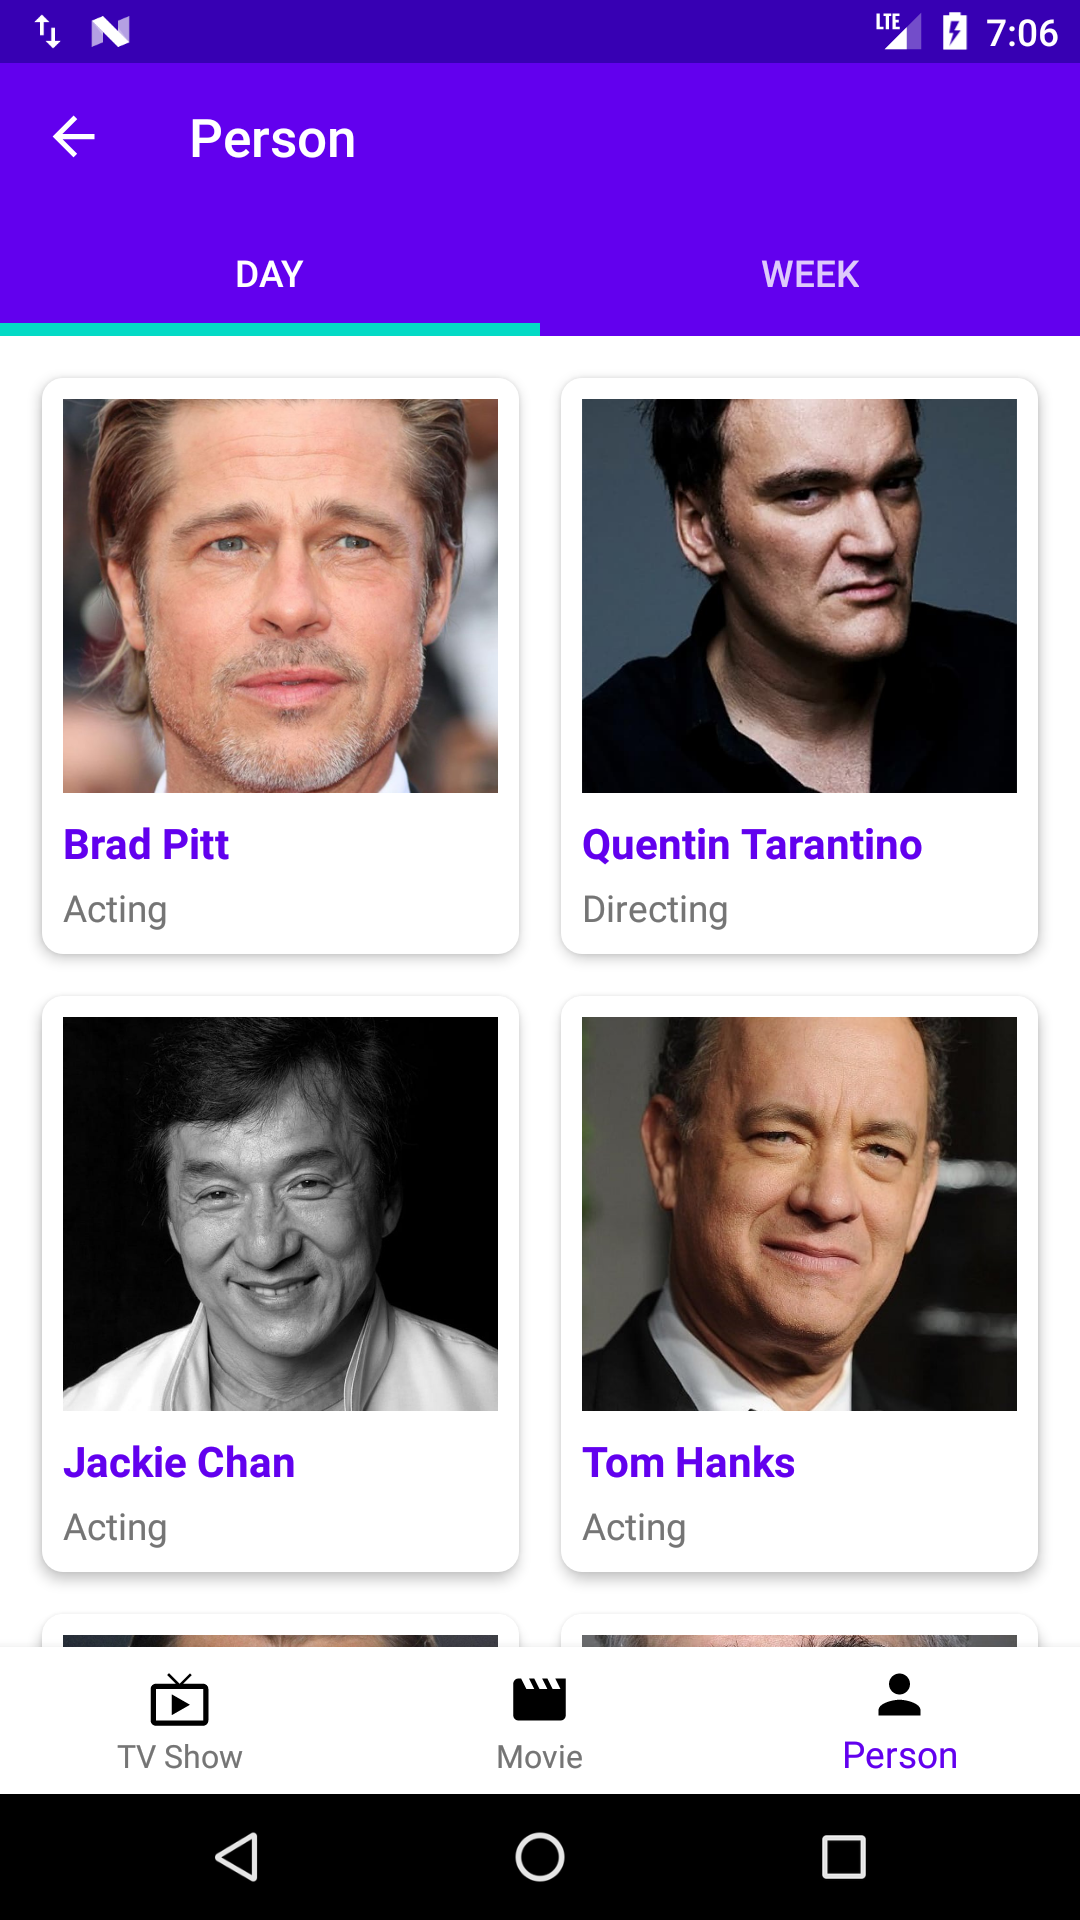 LTE 7:06
Person
DAY WEEK
Brad Pitt
Acting
Quentin Tarantino
Directing
Jackie Chan
Acting
Tom Hanks
Acting
TV Show
Movie
Person